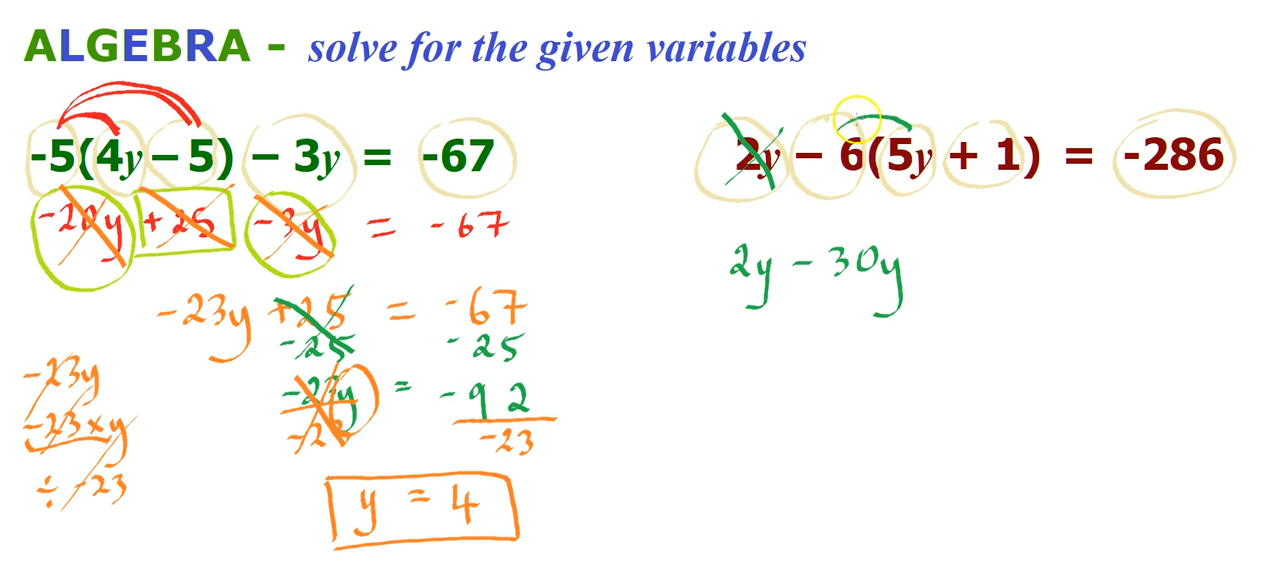 ALGEBRA - solve for the given variables
-5(4y – 5) – 3y = -67
-20y +25 -3y = -67
-23y +25 = -67
-25 -25
-23y = -92
-23 -23
y = 4
-23y
-23 x y
÷ -23
2y – 6(5y + 1) = -286
2y - 30y